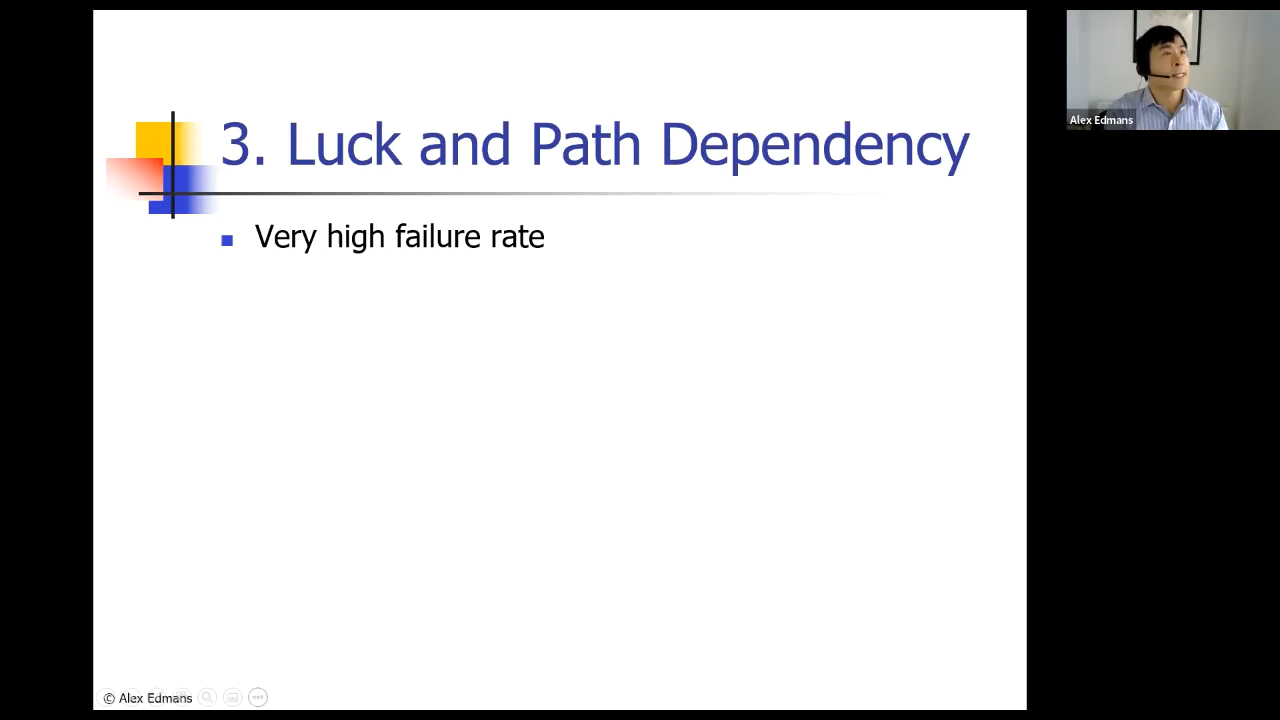 3. Luck and Path Dependency
Very high failure rate
© Alex Edmans
Alex Edmans